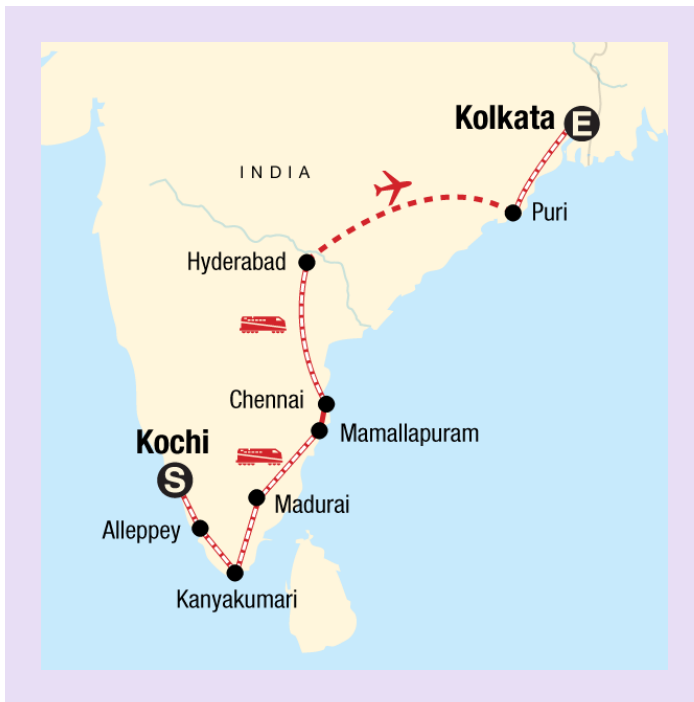 Kolkata
E
INDIA
Puri
Hyderabad
Chennai
Mamallapuram
Kochi
S
Madurai
Alleppey
Kanyakumari